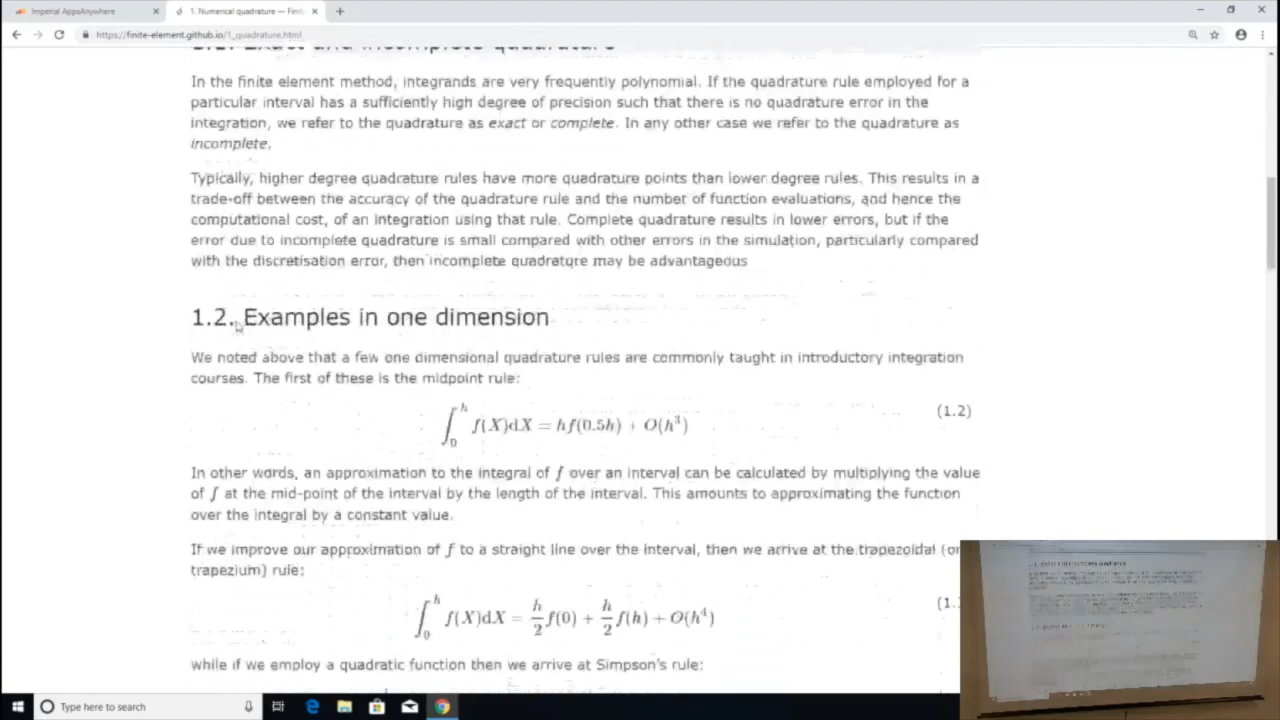 Imperial AppsAnywhere
1. Numerical quadrature — Finit
https://finite-element.github.io/1_quadrature.html
1.1. Exact and incomplete quadrature
In the finite element method, integrands are very frequently polynomial. If the quadrature rule employed for a
particular interval has a sufficiently high degree of precision such that there is no quadrature error in the
integration, we refer to the quadrature as exact or complete. In any other case we refer to the quadrature as
incomplete.
Typically, higher degree quadrature rules have more quadrature points than lower degree rules. This results in a
trade-off between the accuracy of the quadrature rule and the number of function evaluations, and hence the
computational cost, of an integration using that rule. Complete quadrature results in lower errors, but if the
error due to incomplete quadrature is small compared with other errors in the simulation, particularly compared
with the discretisation error, then incomplete quadrature may be advantageous
1.2. Examples in one dimension
We noted above that a few one dimensional quadrature rules are commonly taught in introductory integration
courses. The first of these is the midpoint rule:
∫₀ʰ f(X)dX = hf(0.5h) + O(h³) (1.2)
In other words, an approximation to the integral of f over an interval can be calculated by multiplying the value
of f at the mid-point of the interval by the length of the interval. This amounts to approximating the function
over the integral by a constant value.
If we improve our approximation of f to a straight line over the interval, then we arrive at the trapezoidal (or
trapezium) rule:
∫₀ʰ f(X)dX = h/2 f(0) + h/2 f(h) + O(h⁴) (1.
while if we employ a quadratic function then we arrive at Simpson's rule:
Type here to search